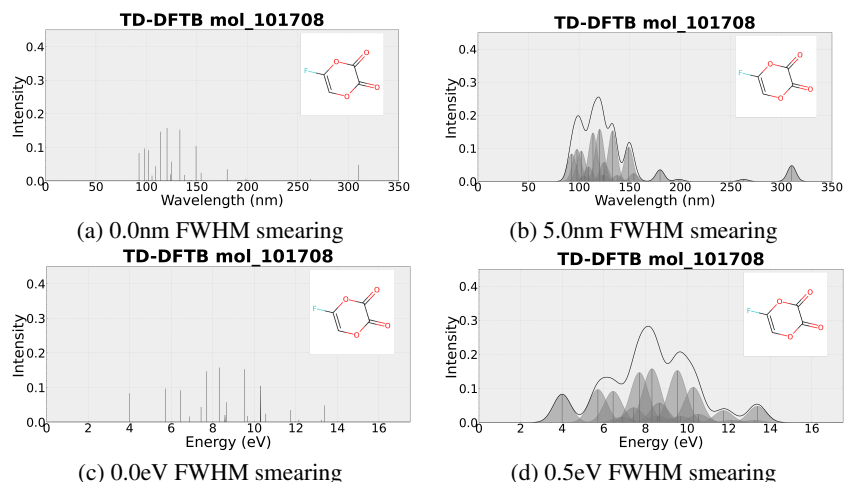 TD-DFTB mol_101708
TD-DFTB mol_101708
Intensity
0.4
0.3
0.2
0.1
0.0
0 50 100 150 200 250 300 350
Wavelength (nm)
F O O O O
Intensity
0.4
0.3
0.2
0.1
0.0
0 50 100 150 200 250 300 350
Wavelength (nm)
F O O O O
(a) 0.0nm FWHM smearing
(b) 5.0nm FWHM smearing
TD-DFTB mol_101708
TD-DFTB mol_101708
Intensity
0.4
0.3
0.2
0.1
0.0
0 2 4 6 8 10 12 14 16
Energy (eV)
F O O O O
Intensity
0.4
0.3
0.2
0.1
0.0
0 2 4 6 8 10 12 14 16
Energy (eV)
F O O O O
(c) 0.0eV FWHM smearing
(d) 0.5eV FWHM smearing